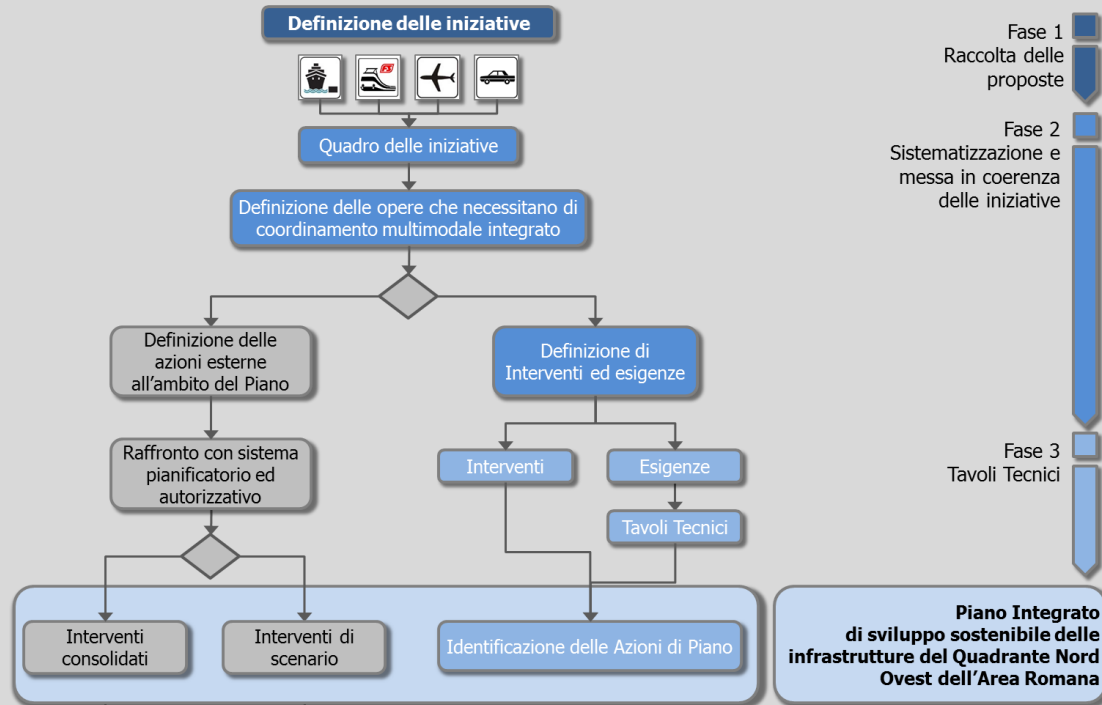 Definizione delle iniziative
FS
Quadro delle iniziative
Definizione delle opere che necessitano di
coordinamento multimodale integrato
Definizione delle
azioni esterne
all'ambito del Piano
Definizione di
Interventi ed esigenze
Raffronto con sistema
pianificatorio ed
autorizzativo
Interventi
Esigenze
Tavoli Tecnici
Interventi
consolidati
Interventi di
scenario
Identificazione delle Azioni di Piano
Fase 1
Raccolta delle
proposte
Fase 2
Sistematizzazione e
messa in coerenza
delle iniziative
Fase 3
Tavoli Tecnici
Piano Integrato
di sviluppo sostenibile delle
infrastrutture del Quadrante Nord
Ovest dell'Area Romana